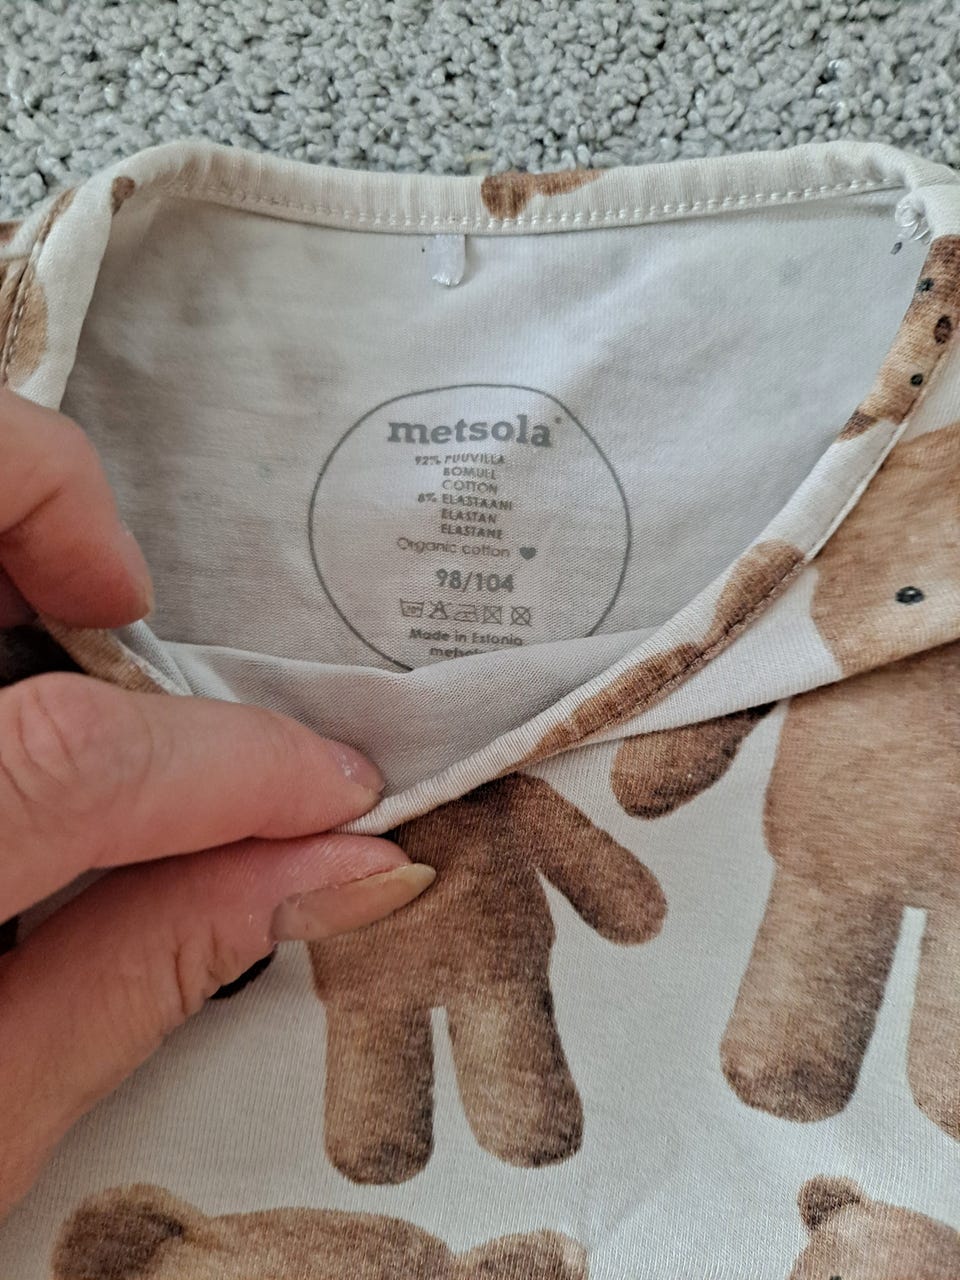 metsola
92% PUUVILLA
BOMULL
COTTON
8% ELASTAANI
ELASTAN
ELASTANE
Organic cotton ♥
98/104
Made in Estonia